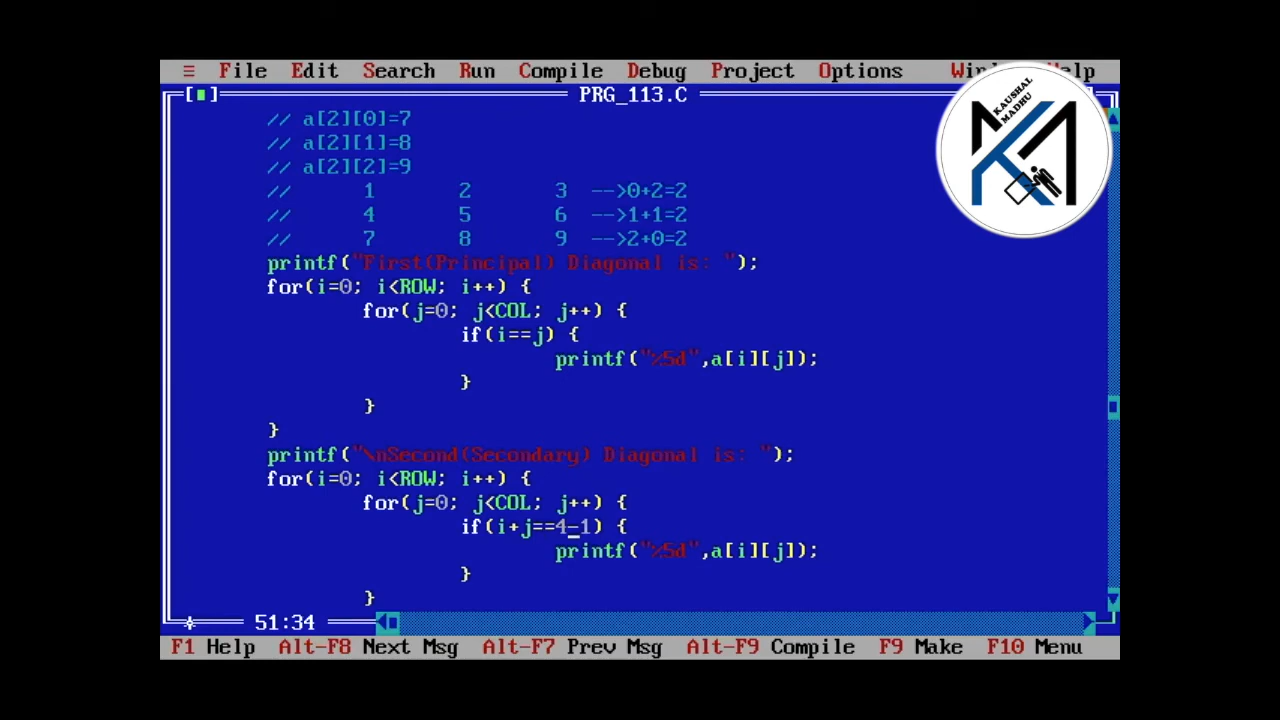 ≡ File Edit Search Run Compile Debug Project Options Win Help
[■] PRG_113.C
// a[2][0]=7
// a[2][1]=8
// a[2][2]=9
// 1 2 3 -->0+2=2
// 4 5 6 -->1+1=2
// 7 8 9 -->2+0=2
printf("First(Principal) Diagonal is: ");
for(i=0; i<ROW; i++) {
for(j=0; j<COL; j++) {
if(i==j) {
printf("%5d",a[i][j]);
}
}
}
printf("\nSecond(Secondary) Diagonal is: ");
for(i=0; i<ROW; i++) {
for(j=0; j<COL; j++) {
if(i+j==4-1) {
printf("%5d",a[i][j]);
}
}
51:34
F1 Help Alt-F8 Next Msg Alt-F7 Prev Msg Alt-F9 Compile F9 Make F10 Menu
KAUSHAL
MADHU